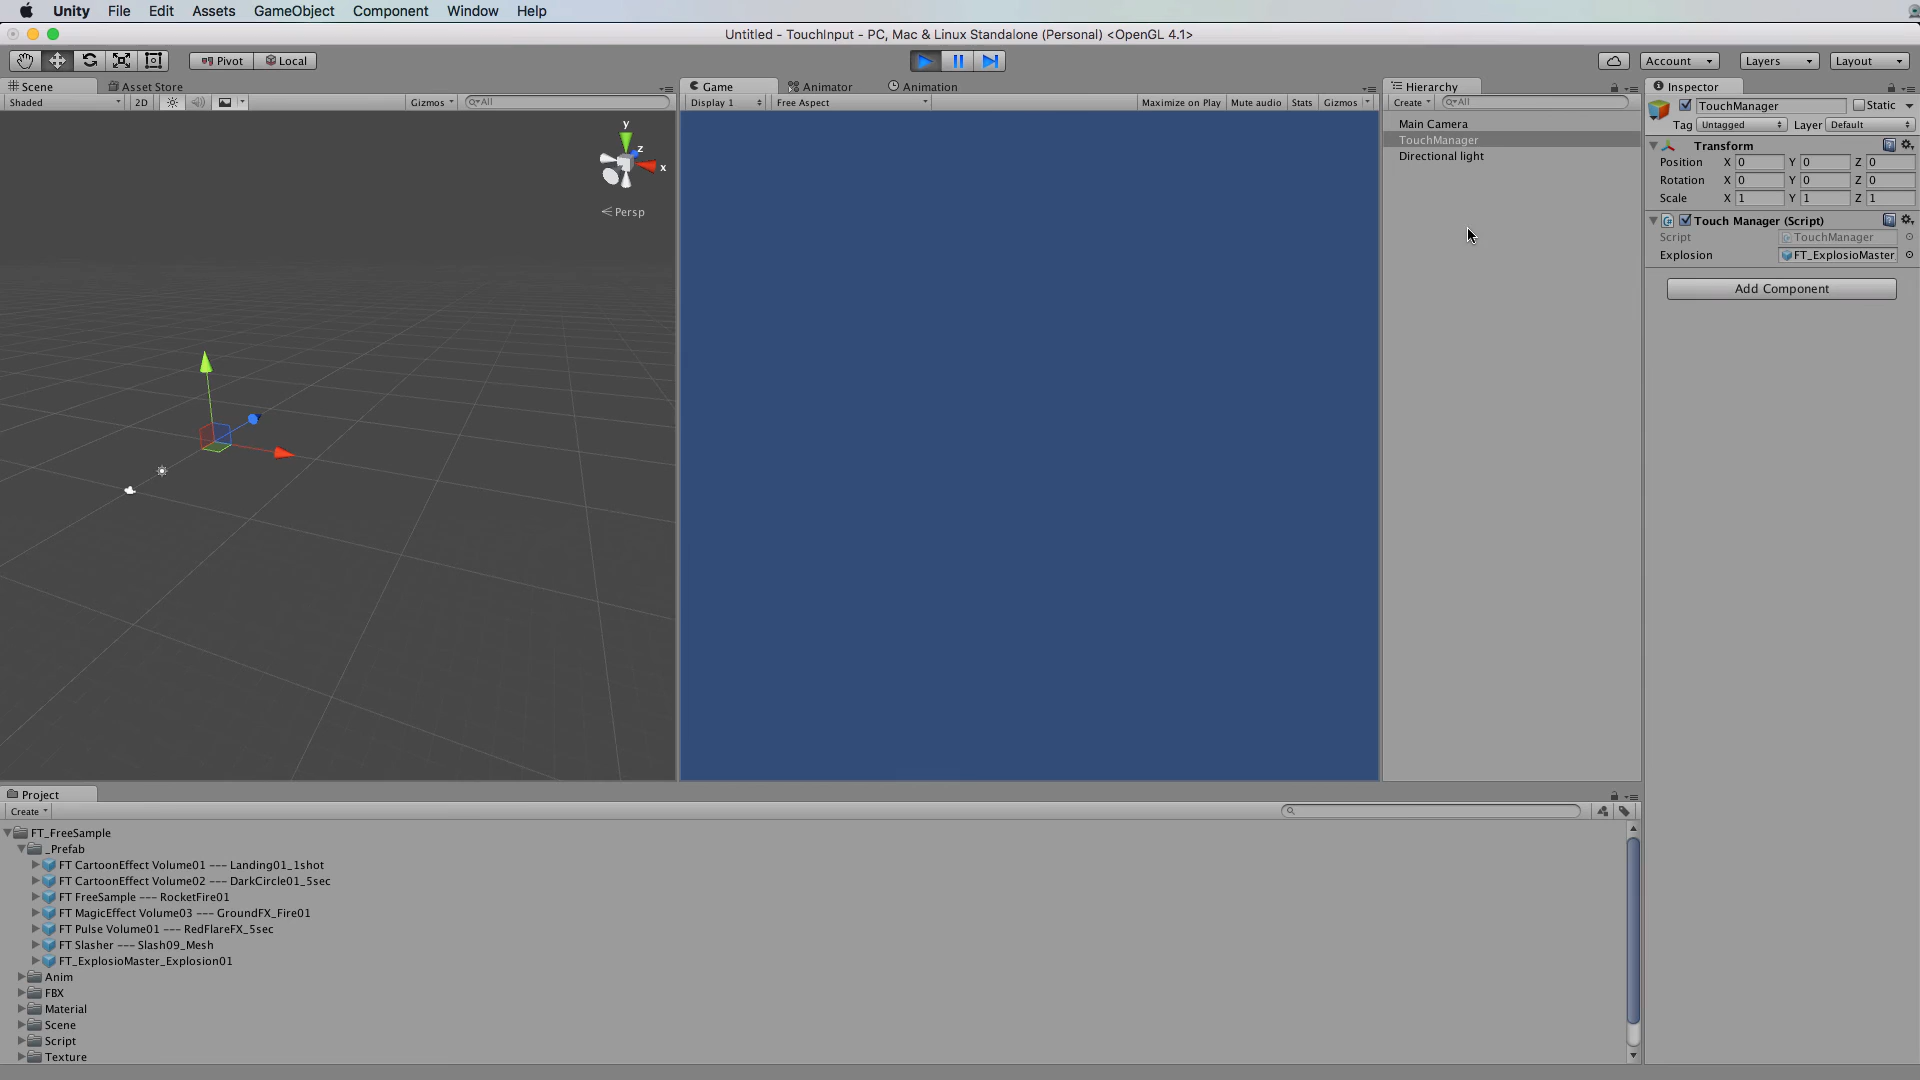 Unity File Edit Assets GameObject Component Window Help
Untitled - TouchInput - PC, Mac & Linux Standalone (Personal) <OpenGL 4.1>
Pivot Local Account Layers Layout
Scene Asset Store Game Animator Animation Hierarchy Inspector
Shaded 2D Gizmos All Display 1 Free Aspect Maximize on Play Mute audio Stats Gizmos Create All
TouchManager Static
Tag Untagged Layer Default
Main Camera
TouchManager
Directional light
Transform
Position X 0 Y 0 Z 0
Rotation X 0 Y 0 Z 0
Scale X 1 Y 1 Z 1
Touch Manager (Script)
Script TouchManager
Explosion FT_ExplosioMaster
Add Component
y
z
x
Persp
Project
Create
FT_FreeSample
_Prefab
FT CartoonEffect Volume01 --- Landing01_1shot
FT CartoonEffect Volume02 --- DarkCircle01_5sec
FT FreeSample --- RocketFire01
FT MagicEffect Volume03 --- GroundFX_Fire01
FT Pulse Volume01 --- RedFlareFX_5sec
FT Slasher --- Slash09_Mesh
FT_ExplosioMaster_Explosion01
Anim
FBX
Material
Scene
Script
Texture